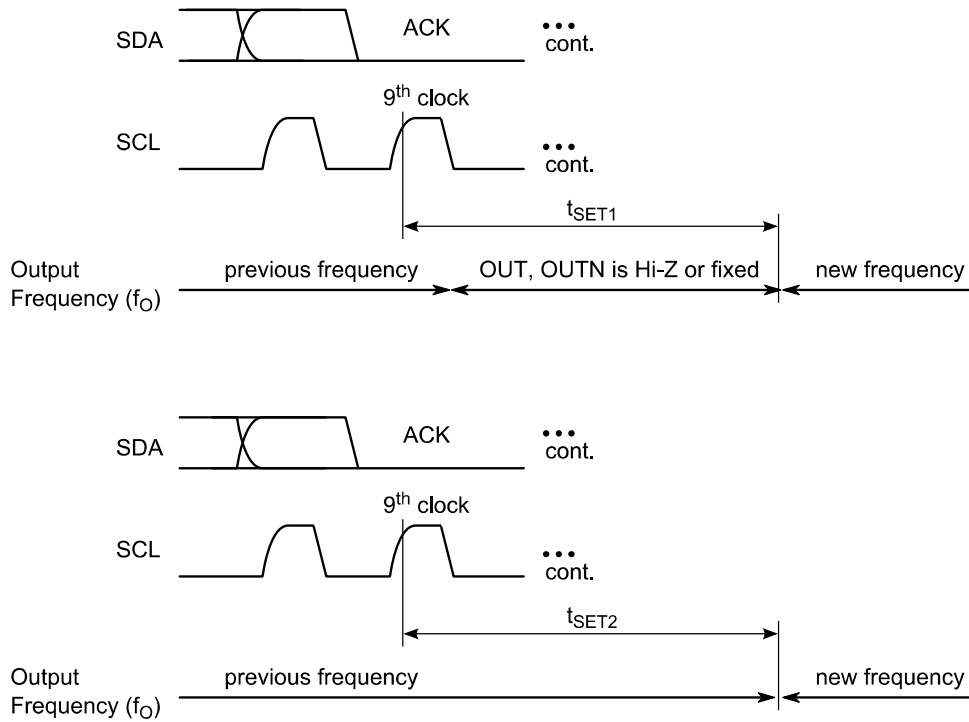 SDA ACK ••• cont.
9th clock
SCL ••• cont.
tSET1
Output Frequency (fO)
previous frequency OUT, OUTN is Hi-Z or fixed new frequency
SDA ACK ••• cont.
9th clock
SCL ••• cont.
tSET2
Output Frequency (fO)
previous frequency new frequency